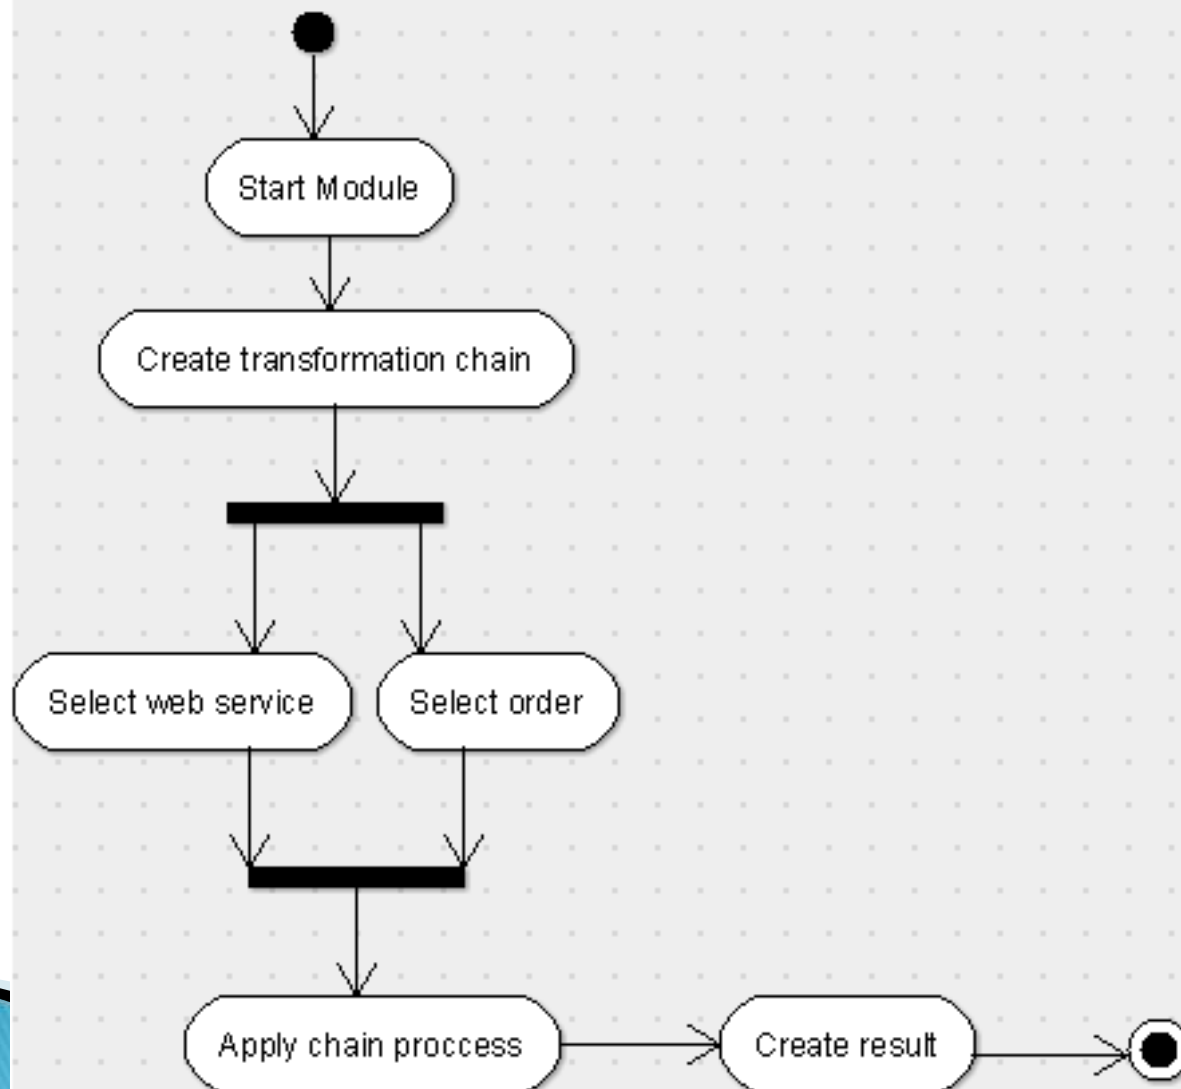 Start Module
Create transformation chain
Select web service
Select order
Apply chain proccess
Create result